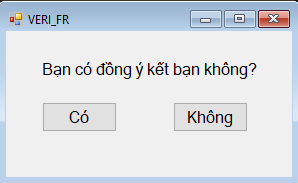 VERI_FR
Bạn có đồng ý kết bạn không?
Có
Không